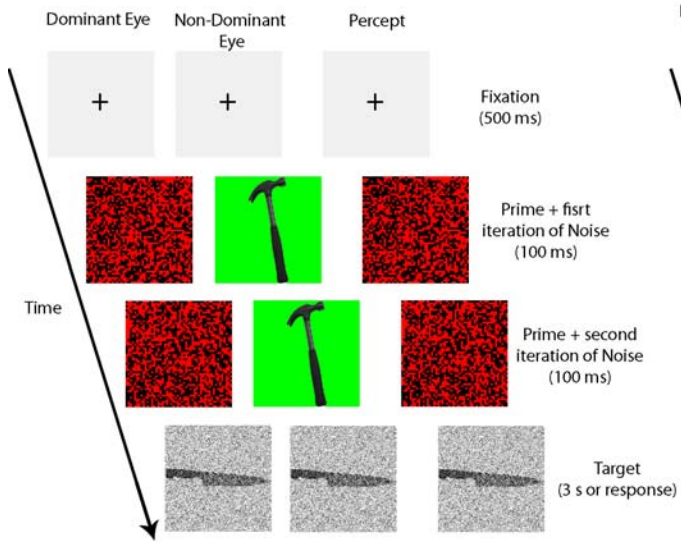 Dominant Eye
Non-Dominant
Eye
Percept
Fixation
(500 ms)
Prime + fisrt
iteration of Noise
(100 ms)
Time
Prime + second
iteration of Noise
(100 ms)
Target
(3 s or response)